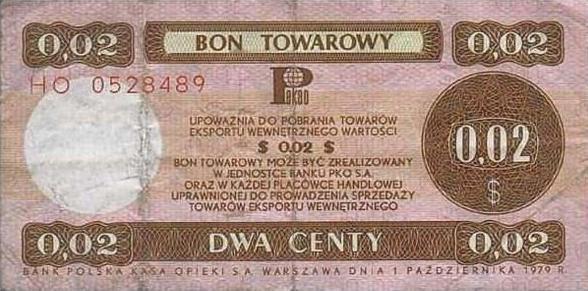 0,02 BON TOWAROWY 0,02
HO 0528489
PEKAO
UPOWAŻNIA DO POBRANIA TOWARÓW
EKSPORTU WEWNĘTRZNEGO WARTOŚCI
$ 0.02 $
BON TOWAROWY MOŻE BYĆ ZREALIZOWANY
W JEDNOSTCE BANKU PKO S.A.
ORAZ W KAŻDEJ PLACÓWCE HANDLOWEJ
UPRAWNIONEJ DO PROWADZENIA SPRZEDAŻY
TOWARÓW EKSPORTU WEWNĘTRZNEGO
0,02
$
0,02 DWA CENTY 0,02
BANK POLSKA KASA OPIEKI S.A. WARSZAWA DNIA 1 PAŹDZIERNIKA 1979 R.